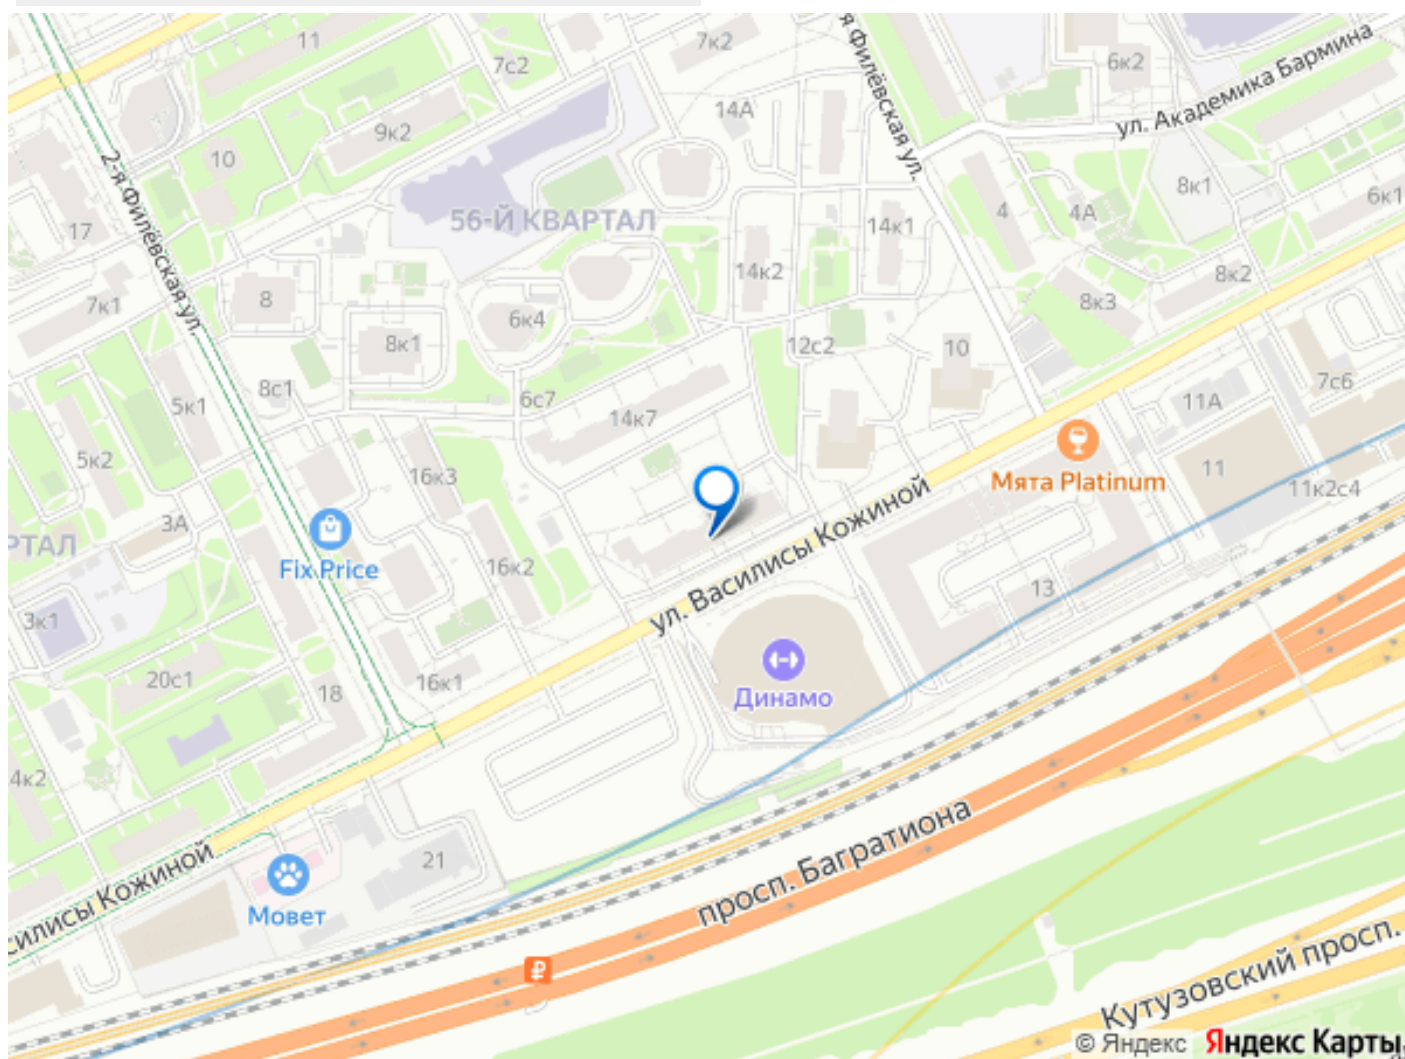 11
7к2
я Филёвская ул.
6к2
ул. Академика Бармина
7с2
14А
9к2
10
2-я Филёвская ул.
8к1
6к1
17
56-Й КВАРТАЛ
4
4А
14к1
14к2
8к2
7к1
8
6к4
8к3
8к1
12с2
10
8с1
6с7
7с6
5к1
14к7
11А
5к2
16к3
Мята Platinum
11
11к2с4
РТАЛ
3А
Fix Price
16к2
ул. Василисы Кожиной
13
3к1
20с1
18
16к1
Динамо
4к2
21
просп. Багратиона
силисы Кожиной
Мовет
₽
Кутузовский просп.
© Яндекс
Яндекс Карты